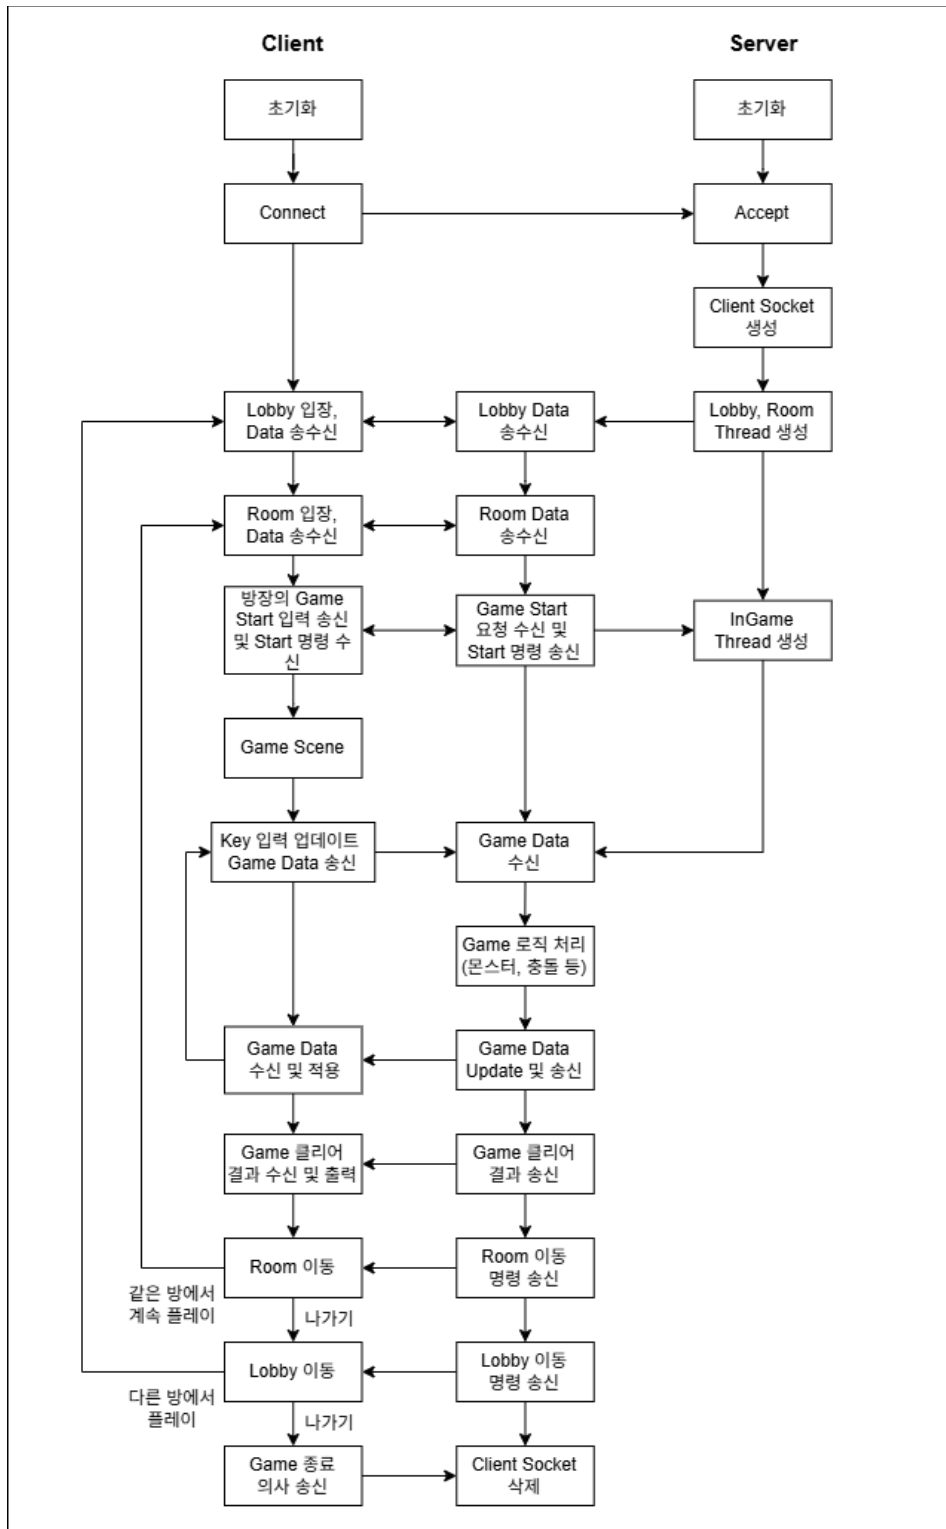 Client
Server
초기화
초기화
Connect
Accept
Client Socket
생성
Lobby 입장,
Data 송수신
Lobby Data
송수신
Lobby, Room
Thread 생성
Room 입장,
Data 송수신
Room Data
송수신
방장의 Game
Start 입력 송신
및 Start 명령 수
신
Game Start
요청 수신 및
Start 명령 송신
InGame
Thread 생성
Game Scene
Key 입력 업데이트
Game Data 송신
Game Data
수신
Game 로직 처리
(몬스터, 충돌 등)
Game Data
수신 및 적용
Game Data
Update 및 송신
Game 클리어
결과 수신 및 출력
Game 클리어
결과 송신
Room 이동
Room 이동
명령 송신
같은 방에서
계속 플레이
나가기
Lobby 이동
Lobby 이동
명령 송신
다른 방에서
플레이
나가기
Game 종료
의사 송신
Client Socket
삭제